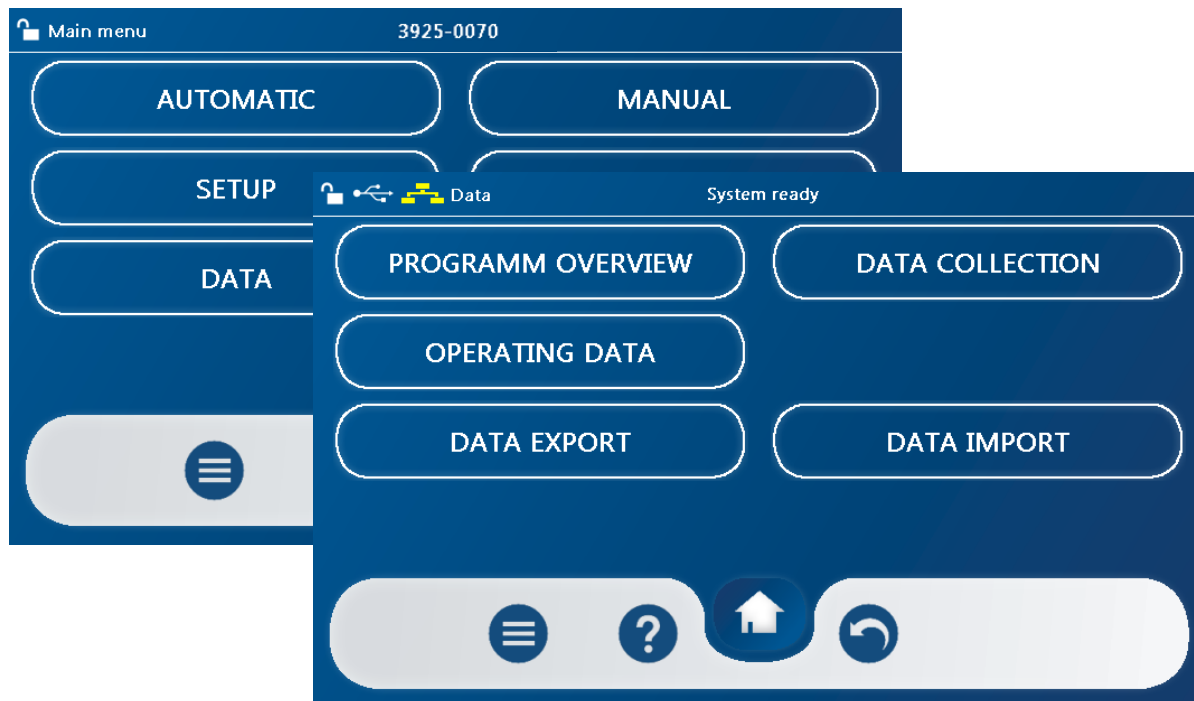 Main menu
3925-0070
AUTOMATIC
MANUAL
SETUP
DATA
Data
System ready
PROGRAMM OVERVIEW
DATA COLLECTION
OPERATING DATA
DATA EXPORT
DATA IMPORT
?